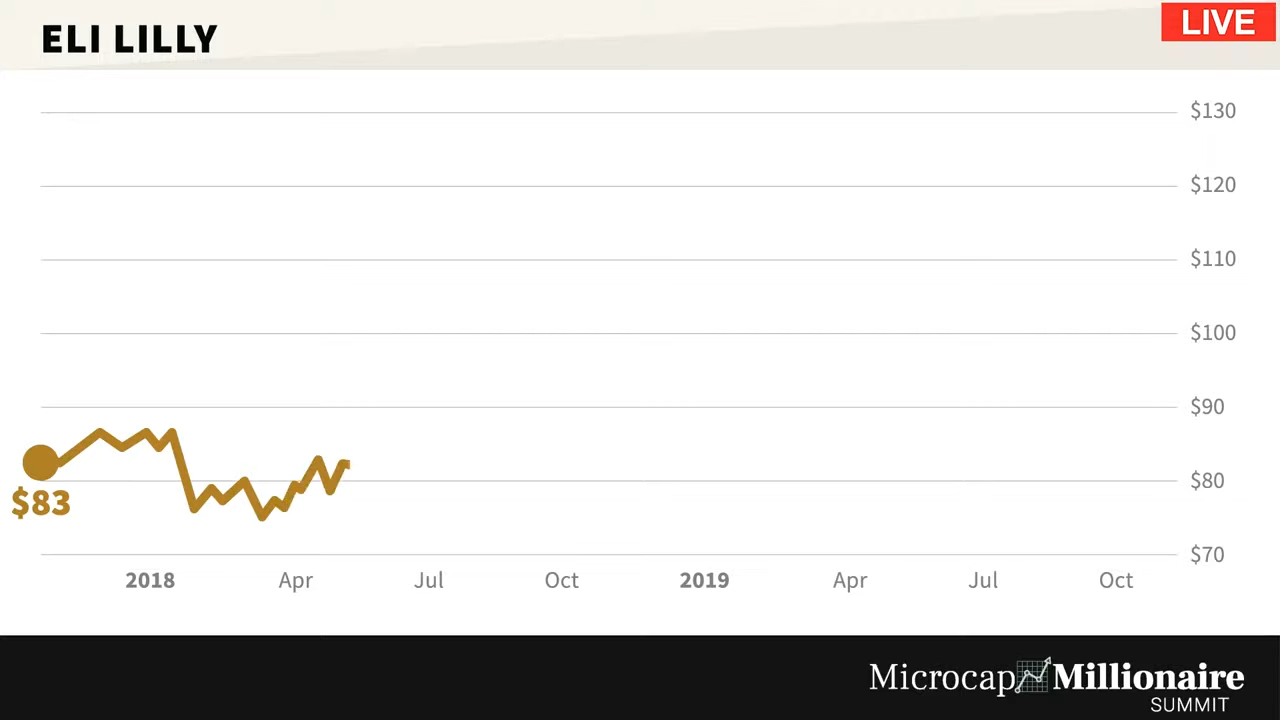 ELI LILLY
LIVE
$130
$120
$110
$100
$90
$80
$70
$83
2018 Apr Jul Oct 2019 Apr Jul Oct
Microcap Millionaire
SUMMIT